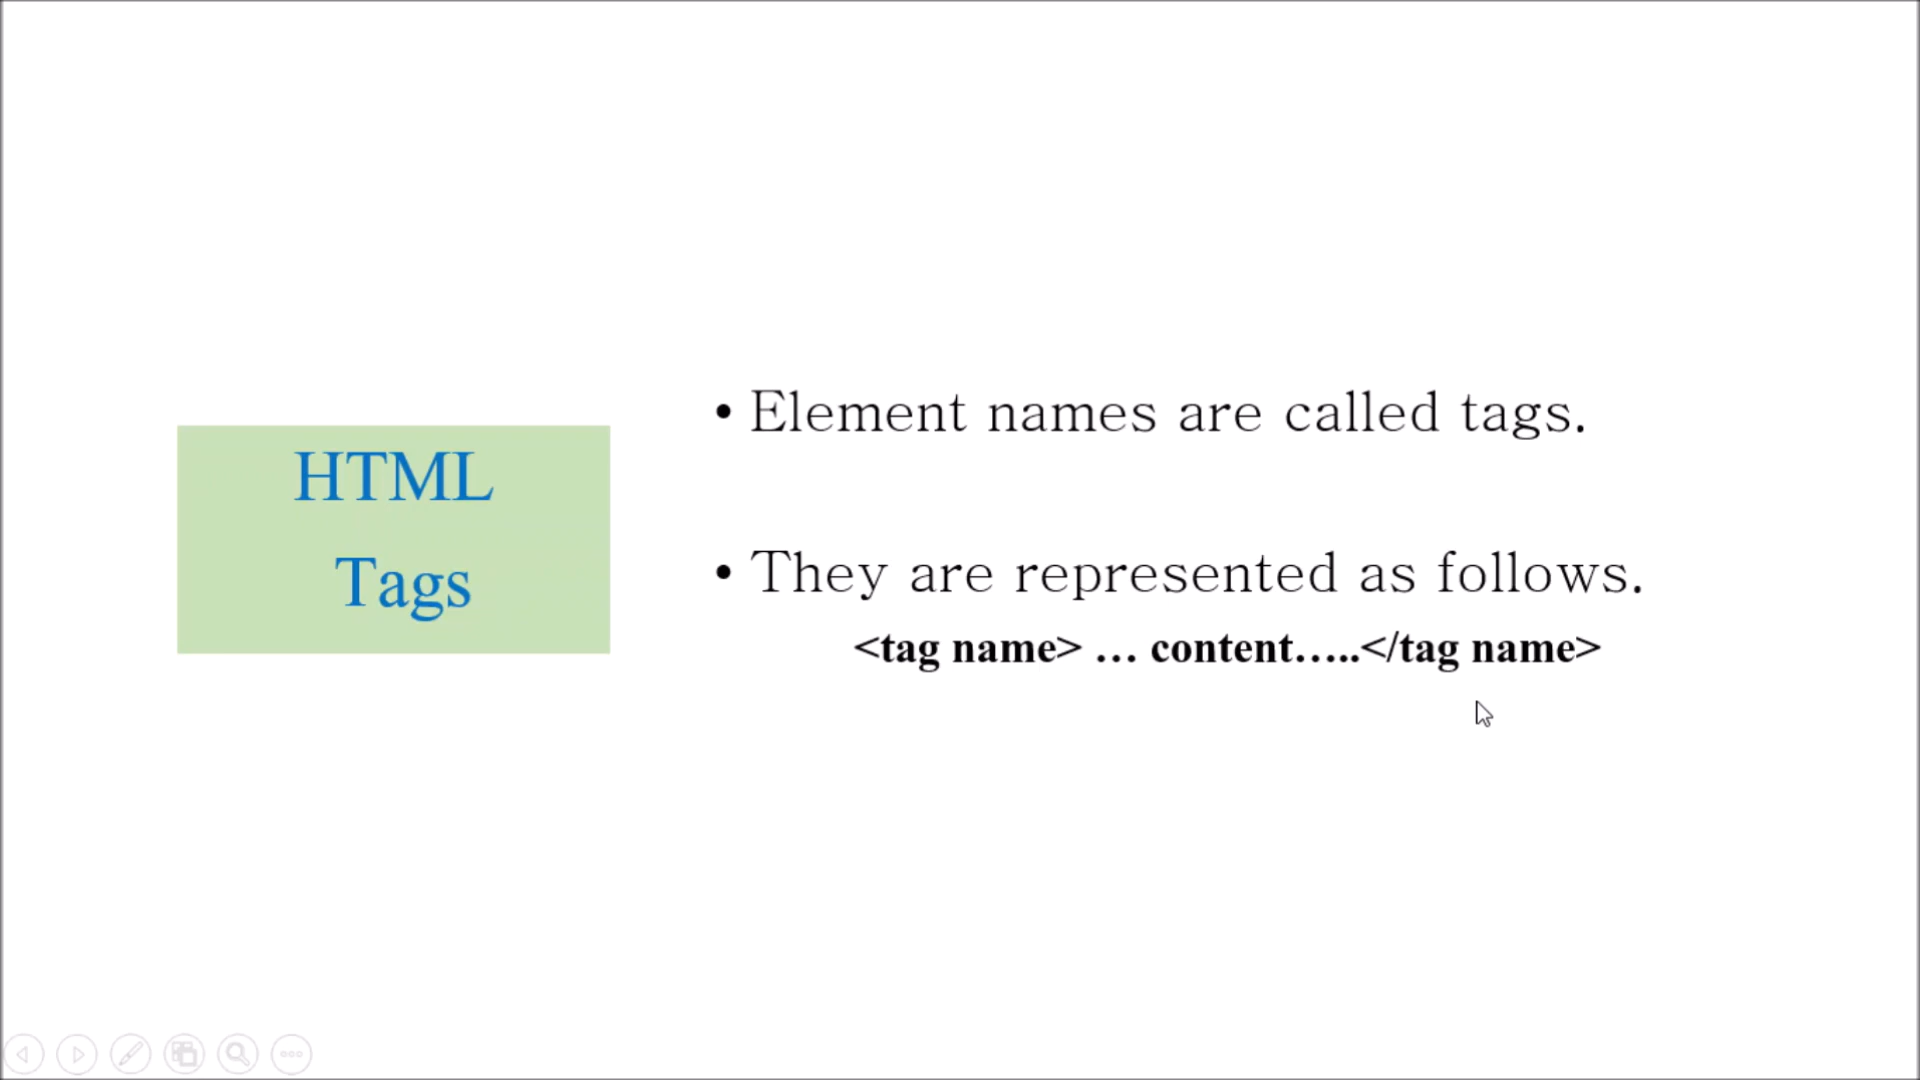 HTML
Tags
• Element names are called tags.
• They are represented as follows.
<tag name> … content…..</tag name>